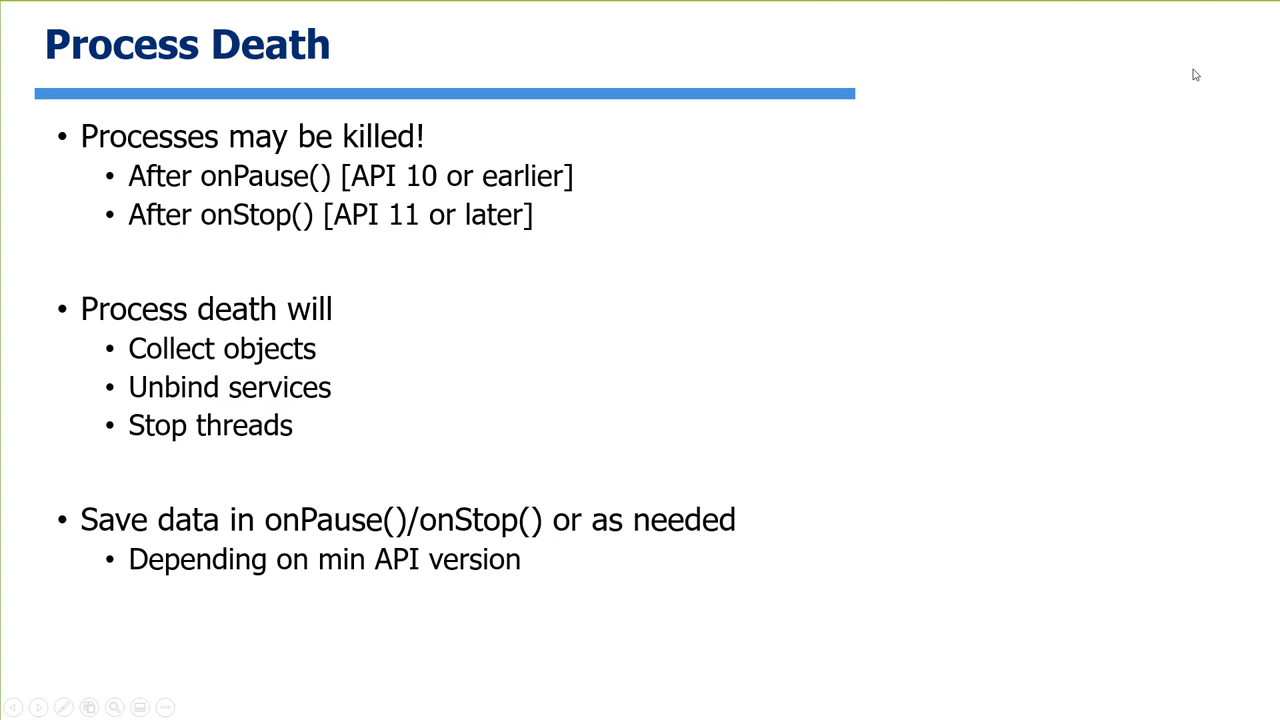 Process Death
• Processes may be killed!
• After onPause() [API 10 or earlier]
• After onStop() [API 11 or later]
• Process death will
• Collect objects
• Unbind services
• Stop threads
• Save data in onPause()/onStop() or as needed
• Depending on min API version